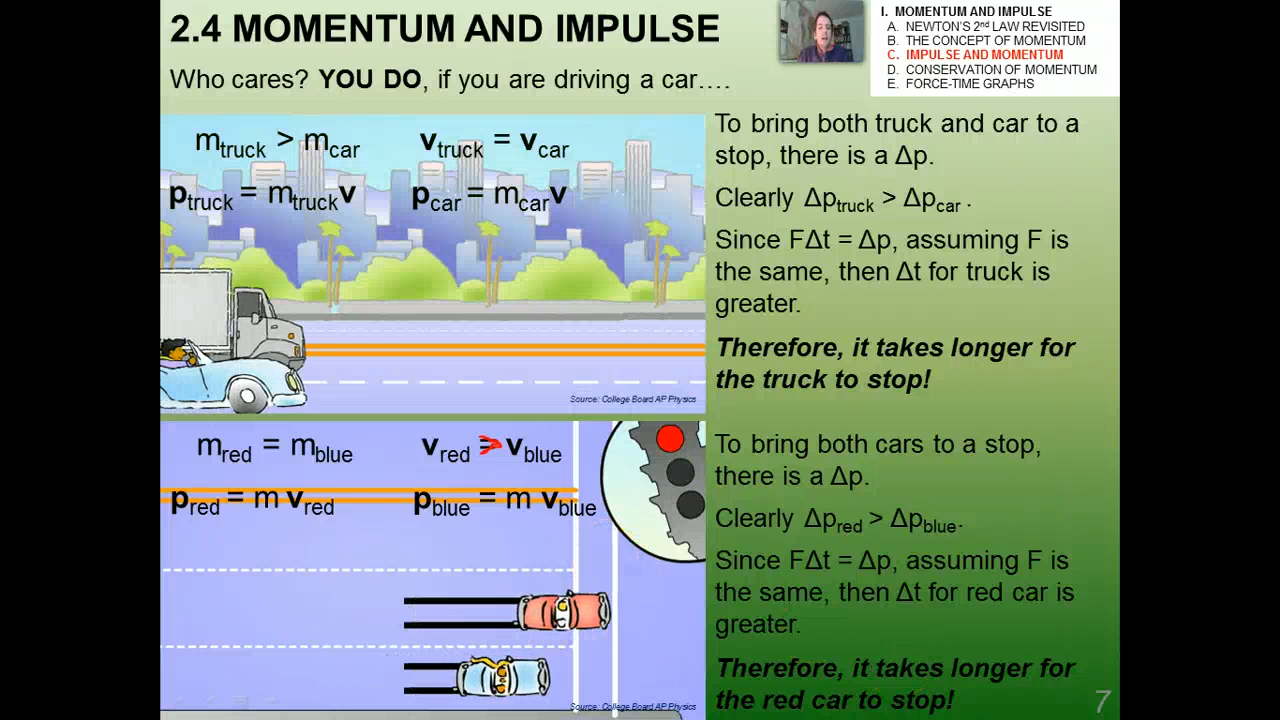 2.4 MOMENTUM AND IMPULSE
Who cares? YOU DO, if you are driving a car….
I. MOMENTUM AND IMPULSE
A. NEWTON'S 2nd LAW REVISITED
B. THE CONCEPT OF MOMENTUM
C. IMPULSE AND MOMENTUM
D. CONSERVATION OF MOMENTUM
E. FORCE-TIME GRAPHS
mtruck > mcar vtruck = vcar
ptruck = mtruckv pcar = mcarv
Source: College Board AP Physics
To bring both truck and car to a
stop, there is a Δp.
Clearly Δptruck > Δpcar .
Since FΔt = Δp, assuming F is
the same, then Δt for truck is
greater.
Therefore, it takes longer for
the truck to stop!
mred = mblue vred > vblue
pred = m vred pblue = m vblue
Source: College Board AP Physics
To bring both cars to a stop,
there is a Δp.
Clearly Δpred > Δpblue.
Since FΔt = Δp, assuming F is
the same, then Δt for red car is
greater.
Therefore, it takes longer for
the red car to stop!
7